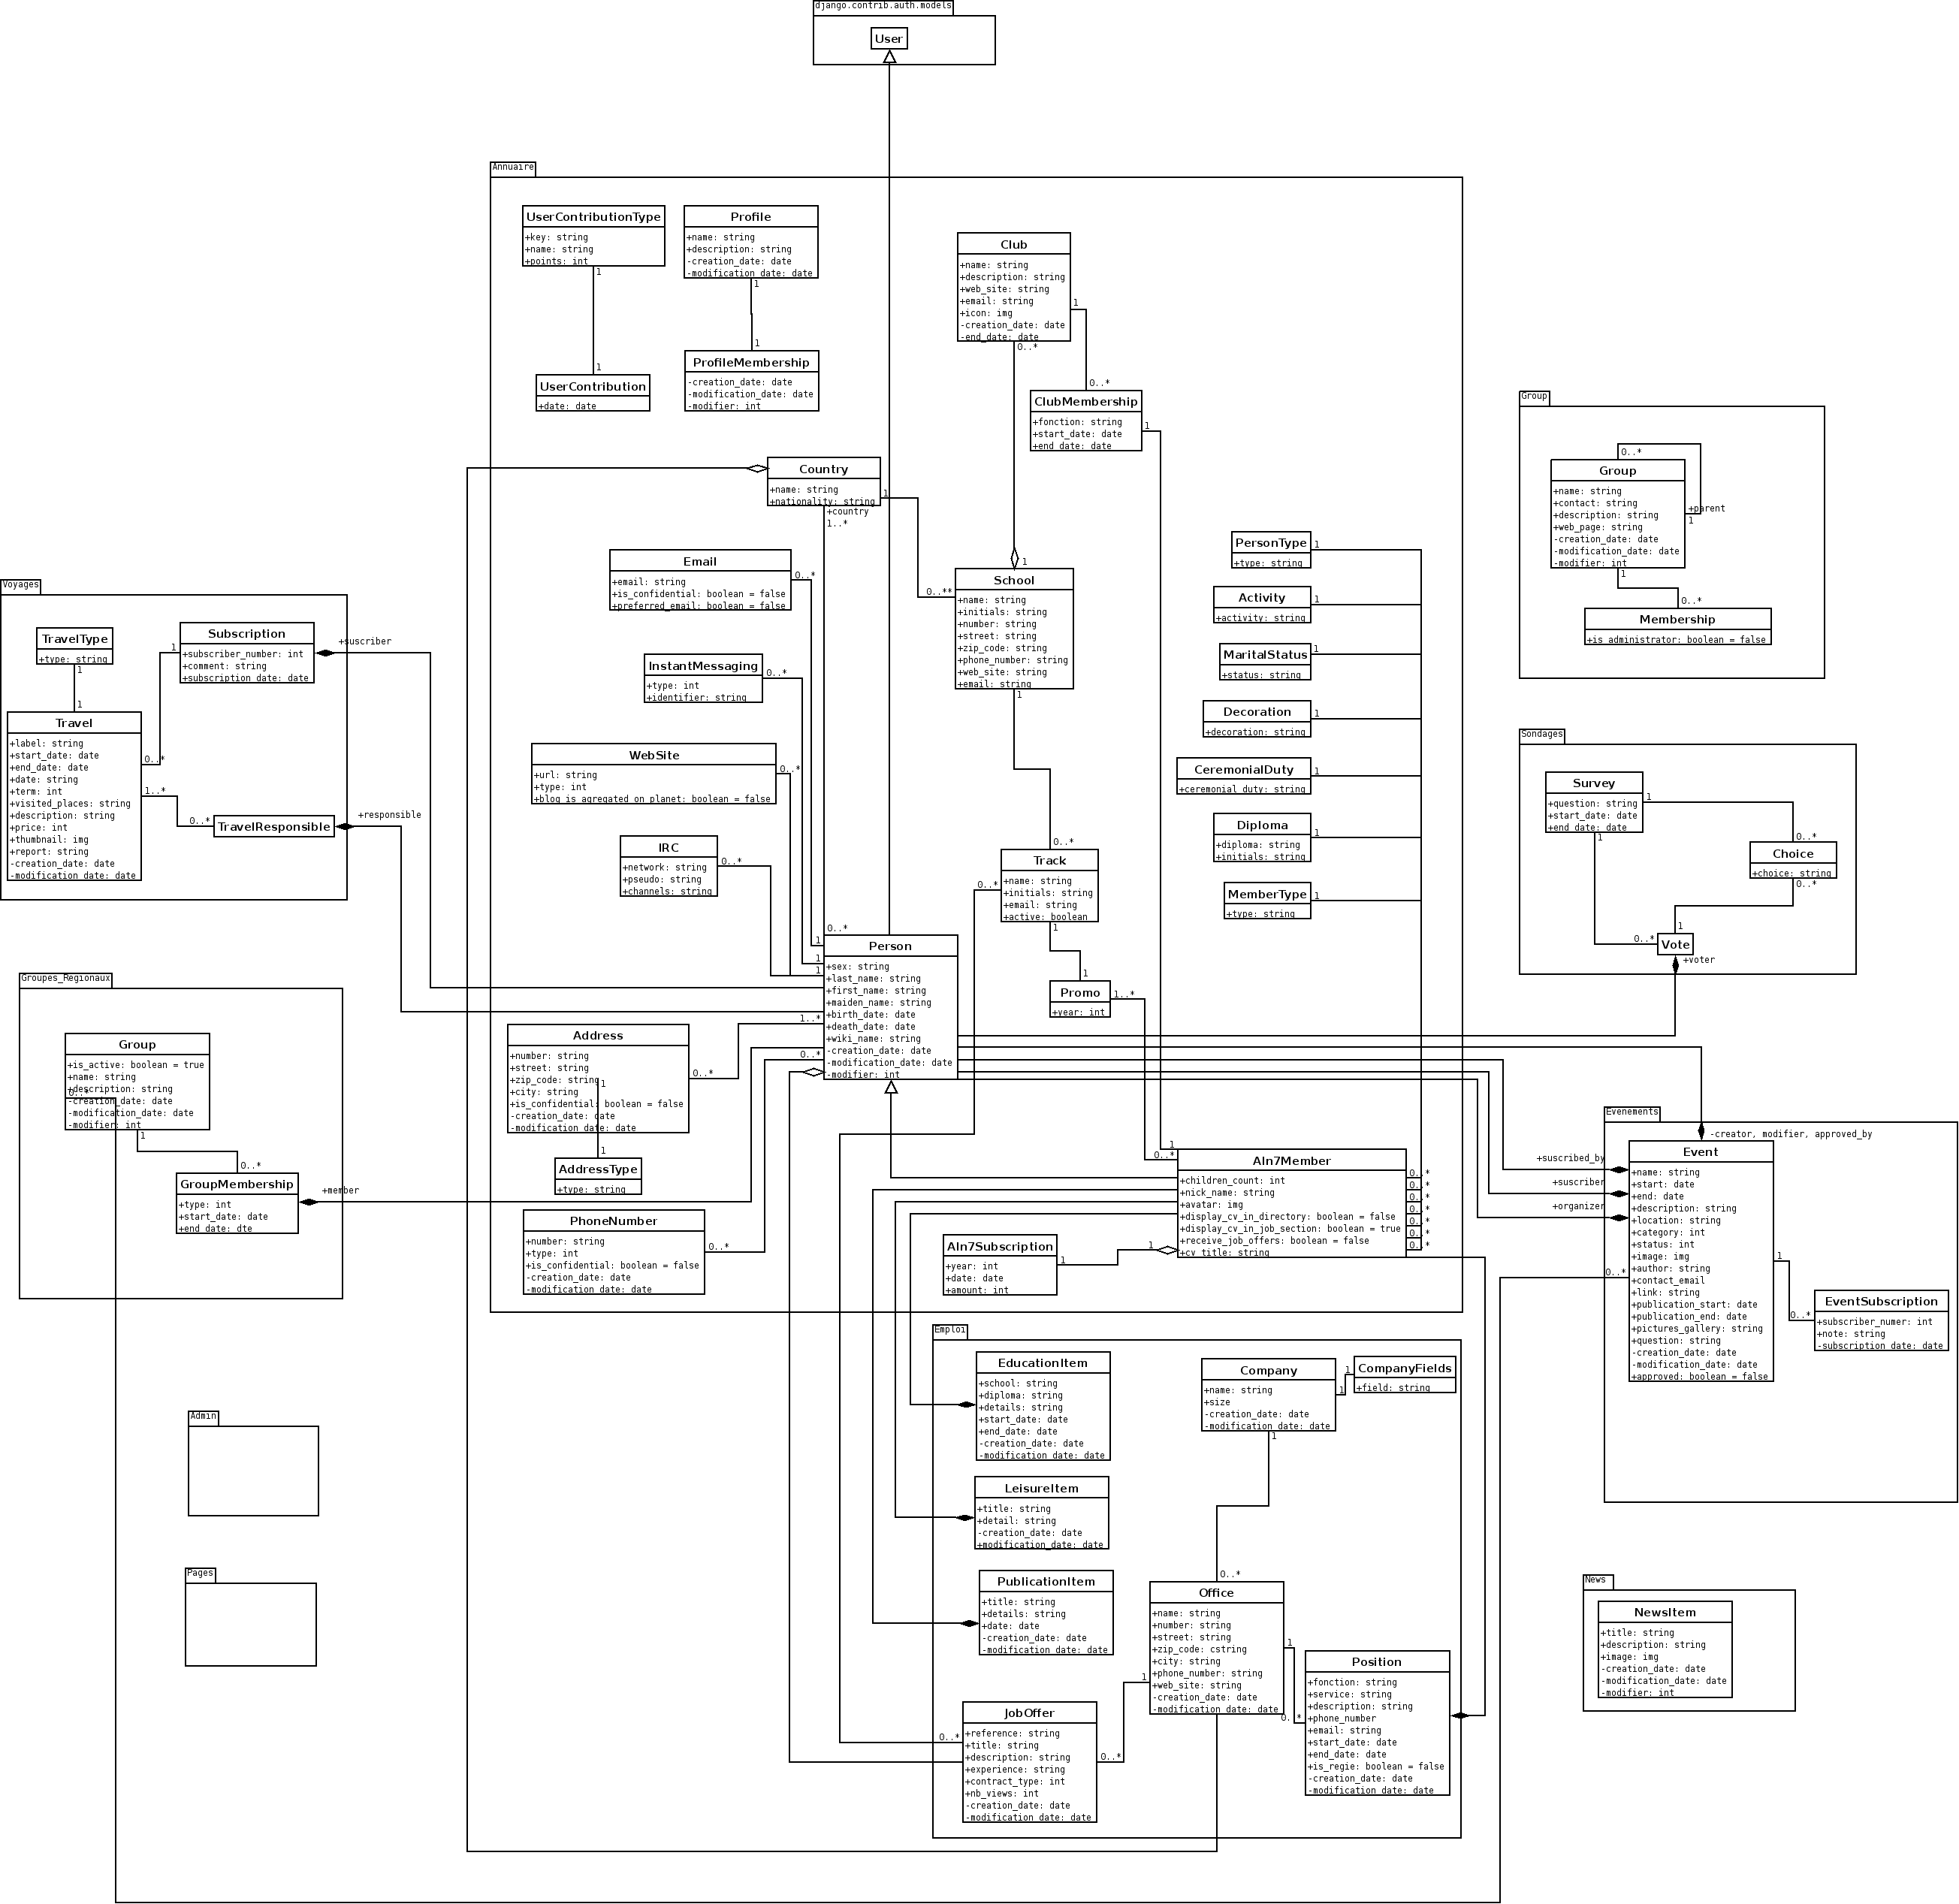 django.contrib.auth.models
User
Annuaire
UserContributionType
+key: string
+name: string
+points: int
1
1
UserContribution
+date: date
Profile
+name: string
+description: string
-creation_date: date
-modification_date: date
1
1
ProfileMembership
-creation_date: date
-modification_date: date
-modifier: int
Club
+name: string
+description: string
+web_site: string
+email: string
+icon: img
-creation_date: date
-end_date: date
1
0..*
0..*
ClubMembership
+fonction: string
+start_date: date
+end_date: date
1
Country
+name: string
+nationality: string
1
+country
1..*
Email
+email: string
+is_confidential: boolean = false
+preferred_email: boolean = false
0..*
InstantMessaging
+type: int
+identifier: string
0..*
WebSite
+url: string
+type: int
+blog_is_agregated_on_planet: boolean = false
0..*
IRC
+network: string
+pseudo: string
+channels: string
0..*
1
0..**
School
+name: string
+initials: string
+number: string
+street: string
+zip_code: string
+phone_number: string
+web_site: string
+email: string
1
0..*
Track
+name: string
+initials: string
+email: string
+active: boolean
0..*
1
1
Promo
+year: int
1..*
PersonType
+type: string
1
Activity
+activity: string
1
MaritalStatus
+status: string
1
Decoration
+decoration: string
1
CeremonialDuty
+ceremonial_duty: string
1
Diploma
+diploma: string
+initials: string
1
MemberType
+type: string
1
0..*
Person
+sex: string
+last_name: string
+first_name: string
+maiden_name: string
+birth_date: date
+death_date: date
+wiki_name: string
-creation_date: date
-modification_date: date
-modifier: int
1
1
1
1..*
0..*
Address
+number: string
+street: string
+zip_code: string
+city: string
+is_confidential: boolean = false
-creation_date: date
-modification_date: date
0..*
1
1
AddressType
+type: string
PhoneNumber
+number: string
+type: int
+is_confidential: boolean = false
-creation_date: date
-modification_date: date
0..*
1
0..*
AIn7Member
+children_count: int
+nick_name: string
+avatar: img
+display_cv_in_directory: boolean = false
+display_cv_in_job_section: boolean = true
+receive_job_offers: boolean = false
+cv_title: string
0..*
0..*
0..*
0..*
0..*
0..*
0..*
1
AIn7Subscription
+year: int
+date: date
+amount: int
1
Voyages
TravelType
+type: string
1
1
Subscription
+subscriber_number: int
+comment: string
+subscription_date: date
1
+suscriber
Travel
+label: string
+start_date: date
+end_date: date
+date: string
+term: int
+visited_places: string
+description: string
+price: int
+thumbnail: img
+report: string
-creation_date: date
-modification_date: date
0..*
1..*
0..*
TravelResponsible
+responsible
Groupes_Regionaux
Group
+is_active: boolean = true
+name: string
+description: string
-creation_date: date
-modification_date: date
-modifier: int
0..*
1
0..*
GroupMembership
+type: int
+start_date: date
+end_date: dte
+member
Admin
Pages
Group
0..*
Group
+name: string
+contact: string
+description: string
+web_page: string
-creation_date: date
-modification_date: date
-modifier: int
+parent
1
1
0..*
Membership
+is_administrator: boolean = false
Sondages
Survey
+question: string
+start_date: date
+end_date: date
1
1
0..*
Choice
+choice: string
0..*
1
0..*
Vote
+voter
Evenements
-creator, modifier, approved_by
+suscribed_by
+suscriber
+organizer
0..*
Event
+name: string
+start: date
+end: date
+description: string
+location: string
+category: int
+status: int
+image: img
+author: string
+contact_email
+link: string
+publication_start: date
+publication_end: date
+pictures_gallery: string
+question: string
-creation_date: date
-modification_date: date
+approved: boolean = false
1
0..*
EventSubscription
+subscriber_numer: int
+note: string
-subscription_date: date
Emploi
EducationItem
+school: string
+diploma: string
+details: string
+start_date: date
+end_date: date
-creation_date: date
-modification_date: date
LeisureItem
+title: string
+detail: string
-creation_date: date
+modification_date: date
PublicationItem
+title: string
+details: string
+date: date
-creation_date: date
-modification_date: date
JobOffer
+reference: string
+title: string
+description: string
+experience: string
+contract_type: int
+nb_views: int
-creation_date: date
-modification_date: date
0..*
0..*
Company
+name: string
+size
-creation_date: date
-modification_date: date
1
1
1
CompanyFields
+field: string
0..*
Office
+name: string
+number: string
+street: string
+zip_code: cstring
+city: string
+phone_number: string
+web_site: string
-creation_date: date
-modification_date: date
1
1
0..*
Position
+fonction: string
+service: string
+description: string
+phone_number
+email: string
+start_date: date
+end_date: date
+is_regie: boolean = false
-creation_date: date
-modification_date: date
News
NewsItem
+title: string
+description: string
+image: img
-creation_date: date
-modification_date: date
-modifier: int